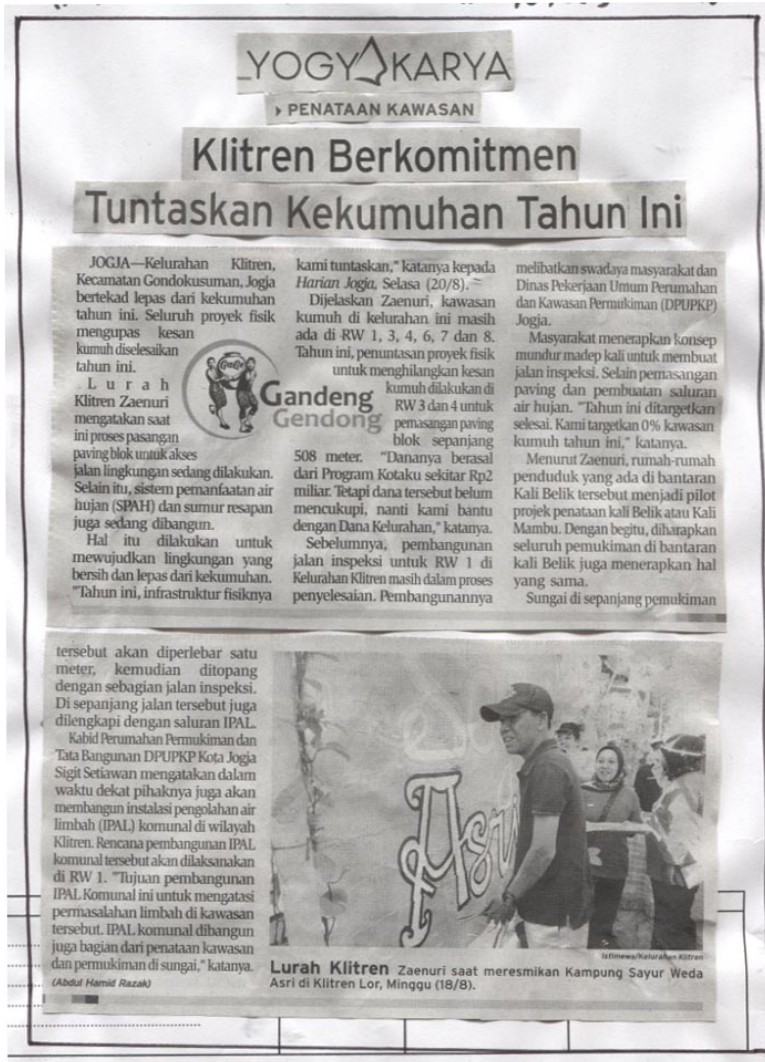 YOGYAKARYA
PENATAAN KAWASAN
Klitren Berkomitmen
Tuntaskan Kekumuhan Tahun Ini
JOGJA—Kelurahan Klitren,
Kecamatan Gondokusuman, Jogja
bertekad lepas dari kekumuhan
tahun ini. Seluruh proyek fisik
mengupas kesan
kumuh diselesaikan
tahun ini.
Lurah
Klitren Zaenuri
mengatakan saat
ini proses pasangan
paving blok untuk akses
jalan lingkungan sedang dilakukan.
Selain itu, sistem pemanfaatan air
hujan (SPAH) dan sumur resapan
juga sedang dibangun.
Hal itu dilakukan untuk
mewujudkan lingkungan yang
bersih dan lepas dari kekumuhan.
"Tahun ini, infrastruktur fisiknya
Gandeng
Gendong
kami tuntaskan," katanya kepada
Harian Jogja, Selasa (20/8).
Dijelaskan Zaenuri, kawasan
kumuh di kelurahan ini masih
ada di RW 1, 3, 4, 6, 7 dan 8.
Tahun ini, penuntasan proyek fisik
untuk menghilangkan kesan
kumuh dilakukan di
RW 3 dan 4 untuk
pemasangan paving
blok sepanjang
508 meter. "Dananya berasal
dari Program Kotaku sekitar Rp2
miliar. Tetapi dana tersebut belum
mencukupi, nanti kami bantu
dengan Dana Kelurahan," katanya.
Sebelumnya, pembangunan
jalan inspeksi untuk RW 1 di
Kelurahan Klitren masih dalam proses
penyelesaian. Pembangunannya
melibatkan swadaya masyarakat dan
Dinas Pekerjaan Umum Perumahan
dan Kawasan Permukiman (DPUPKP)
Jogja.
Masyarakat menerapkan konsep
mundur madep kali untuk membuat
jalan inspeksi. Selain pemasangan
paving dan pembuatan saluran
air hujan. "Tahun ini ditargetkan
selesai. Kami targetkan 0% kawasan
kumuh tahun ini," katanya.
Menurut Zaenuri, rumah-rumah
penduduk yang ada di bantaran
Kali Belik tersebut menjadi pilot
projek penataan kali Belik atau Kali
Mambu. Dengan begitu, diharapkan
seluruh pemukiman di bantaran
kali Belik juga menerapkan hal
yang sama.
Sungai di sepanjang pemukiman
tersebut akan diperlebar satu
meter, kemudian ditopang
dengan sebagian jalan inspeksi.
Di sepanjang jalan tersebut juga
dilengkapi dengan saluran IPAL.
Kabid Perumahan Permukiman dan
Tata Bangunan DPUPKP Kota Jogja
Sigit Setiawan mengatakan dalam
waktu dekat pihaknya juga akan
membangun instalasi pengolahan air
limbah (IPAL) komunal di wilayah
Klitren. Rencana pembangunan IPAL
komunal tersebut akan dilaksanakan
di RW 1. "Tujuan pembangunan
IPAL Komunal ini untuk mengatasi
permasalahan limbah di kawasan
tersebut. IPAL komunal dibangun
juga bagian dari penataan kawasan
dan permukiman di sungai," katanya.
(Abdul Hamid Razak)
Asri
Istimewa/Kelurahan Klitren
Lurah Klitren Zaenuri saat meresmikan Kampung Sayur Weda
Asri di Klitren Lor, Minggu (18/8).